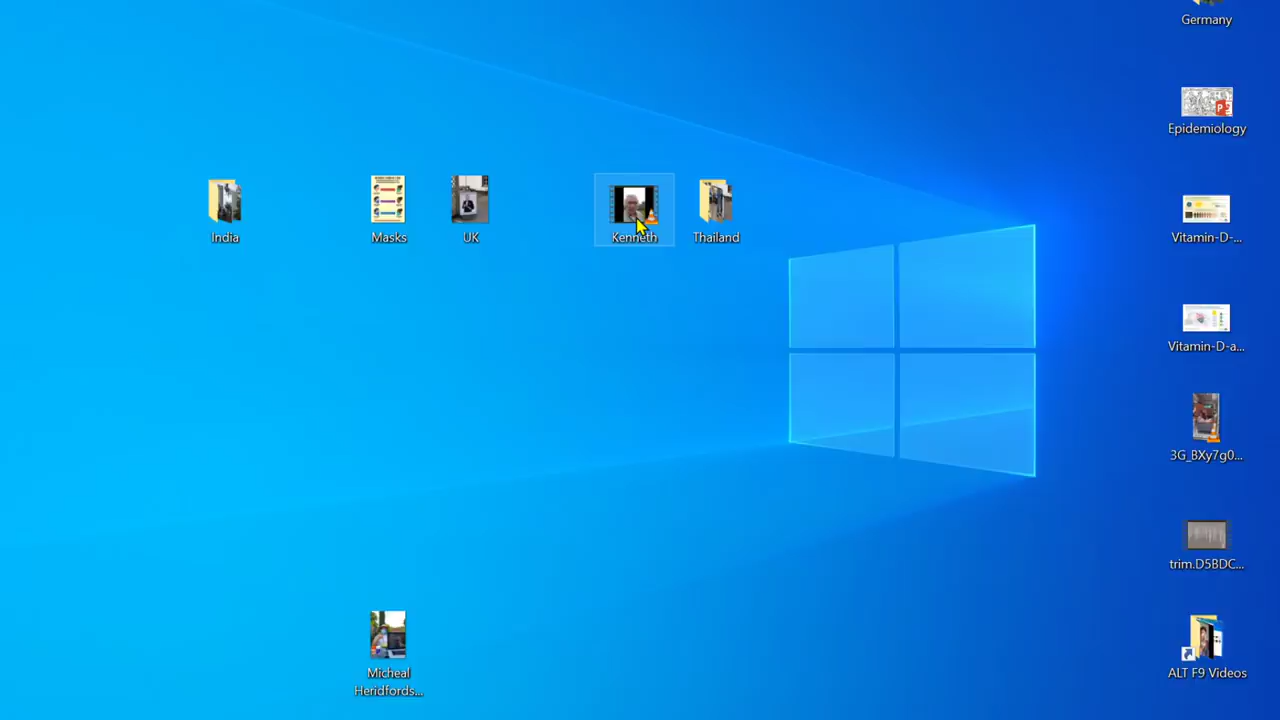 Germany
Epidemiology
India
Masks
UK
Kenneth
Thailand
Vitamin-D-...
Vitamin-D-a...
3G_BXy7g0...
trim.D5BDC...
Micheal
Heridfords...
ALT F9 Videos